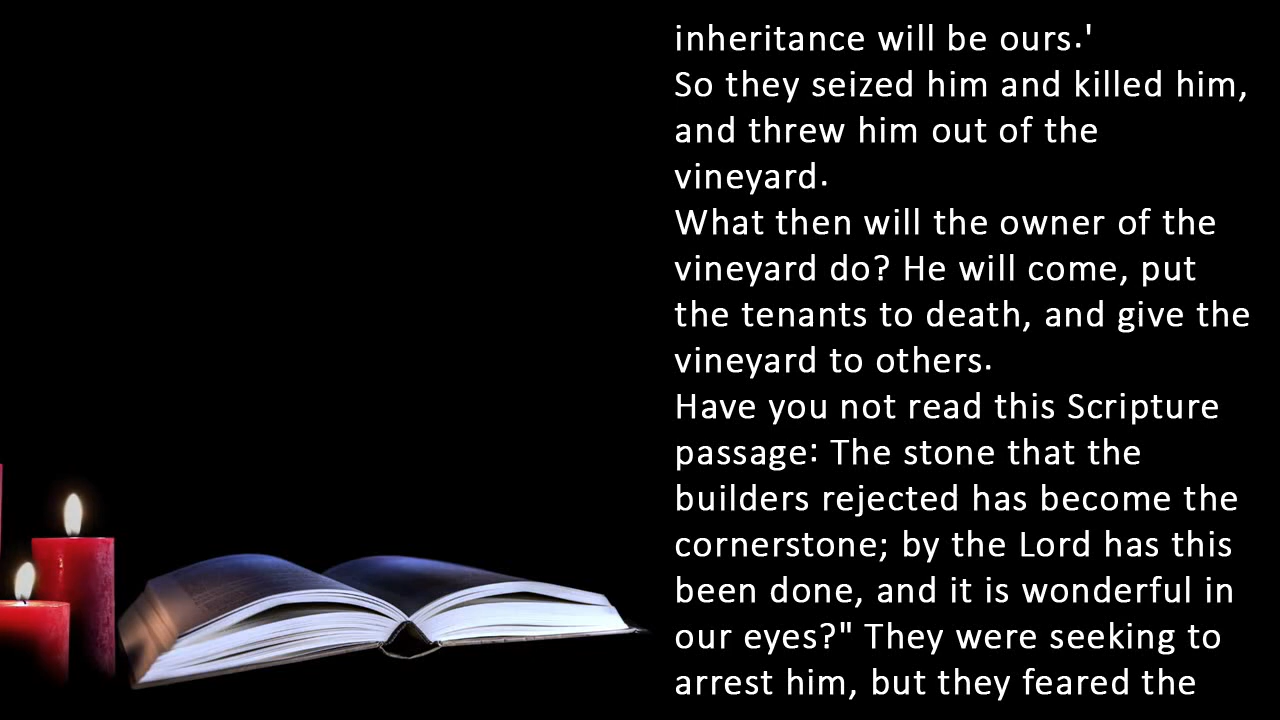 inheritance will be ours.'
So they seized him and killed him,
and threw him out of the
vineyard.
What then will the owner of the
vineyard do? He will come, put
the tenants to death, and give the
vineyard to others.
Have you not read this Scripture
passage: The stone that the
builders rejected has become the
cornerstone; by the Lord has this
been done, and it is wonderful in
our eyes?" They were seeking to
arrest him, but they feared the